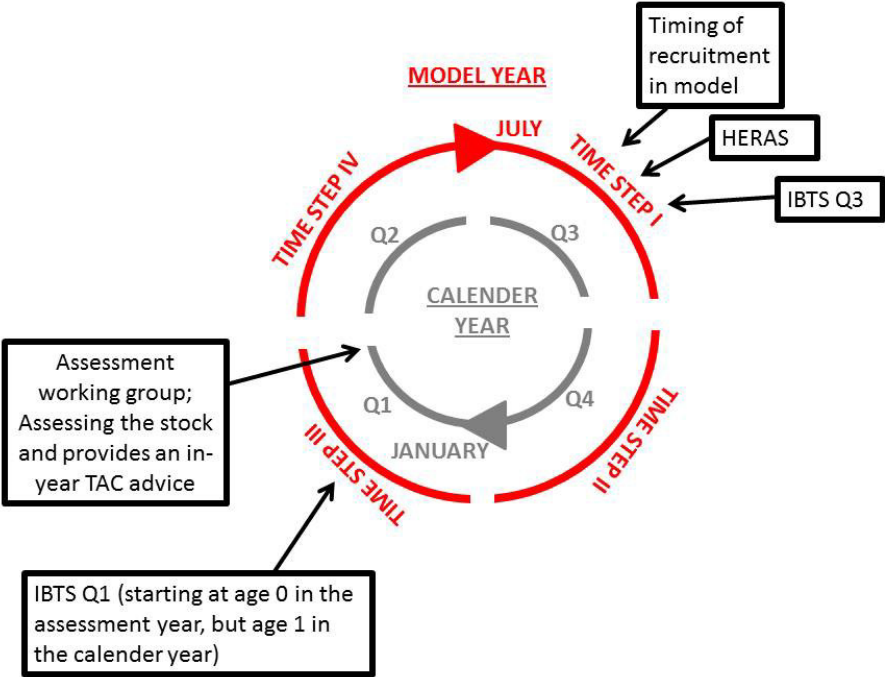 Timing of
recruitment
in model
MODEL YEAR
JULY
HERAS
TIME STEP I
IBTS Q3
TIME STEP IV
Q2
Q3
CALENDER
YEAR
Assessment
working group;
Assessing the stock
and provides an in-
year TAC advice
Q1
Q4
JANUARY
TIME STEP III
TIME STEP II
IBTS Q1 (starting at age 0 in the
assessment year, but age 1 in
the calender year)